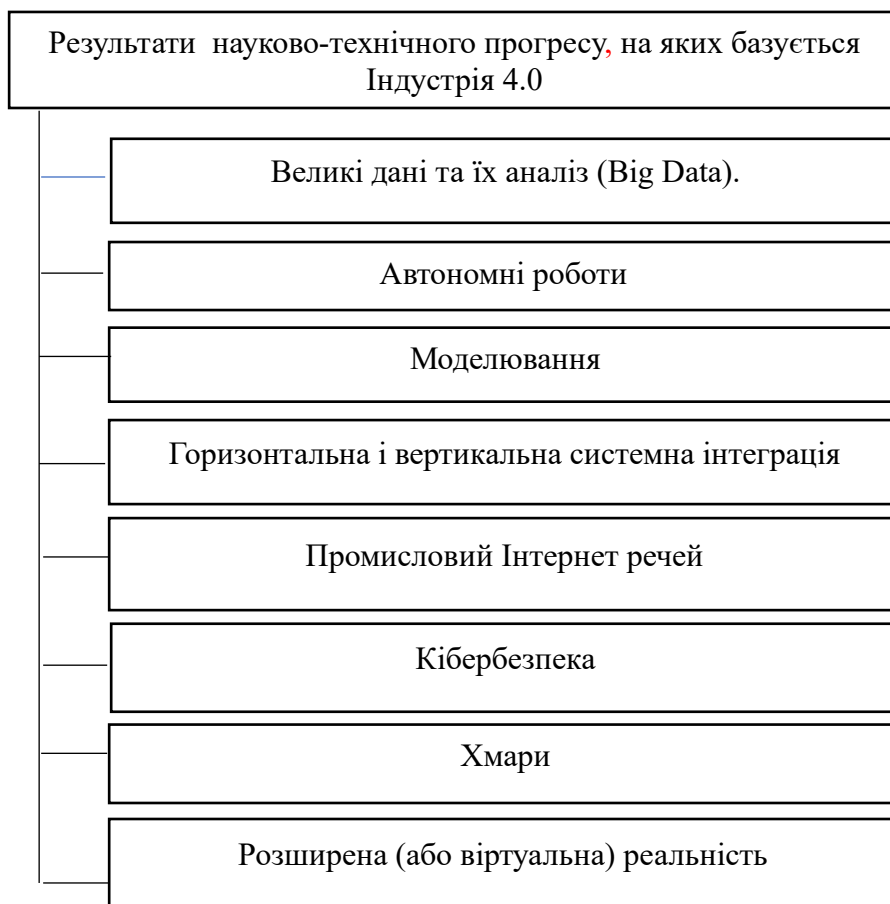 Результати науково-технічного прогресу, на яких базується
Індустрія 4.0
Великі дані та їх аналіз (Big Data).
Автономні роботи
Моделювання
Горизонтальна і вертикальна системна інтеграція
Промисловий Інтернет речей
Кібербезпека
Хмари
Розширена (або віртуальна) реальність